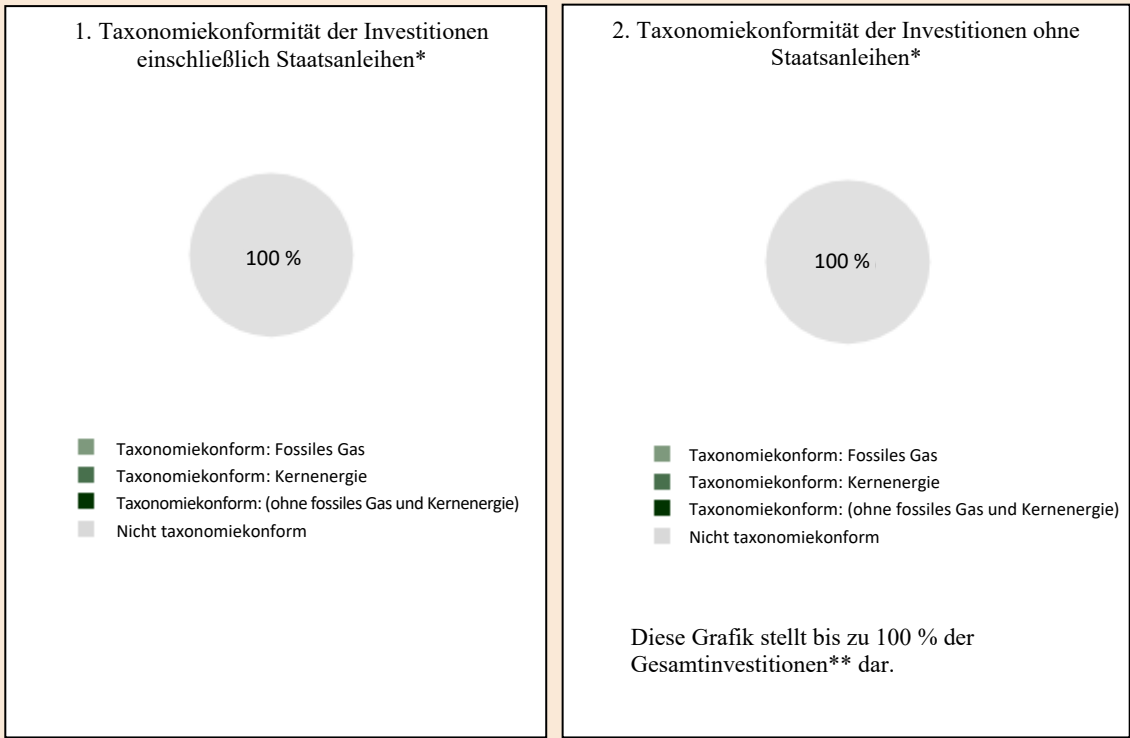 1. Taxonomiekonformität der Investitionen
einschließlich Staatsanleihen*
100 %
Taxonomiekonform: Fossiles Gas
Taxonomiekonform: Kernenergie
Taxonomiekonform: (ohne fossiles Gas und Kernenergie)
Nicht taxonomiekonform
2. Taxonomiekonformität der Investitionen ohne
Staatsanleihen*
100 %
Taxonomiekonform: Fossiles Gas
Taxonomiekonform: Kernenergie
Taxonomiekonform: (ohne fossiles Gas und Kernenergie)
Nicht taxonomiekonform
Diese Grafik stellt bis zu 100 % der
Gesamtinvestitionen** dar.